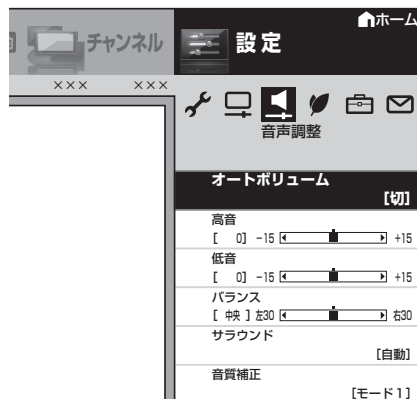 ホーム
チャンネル
設定
××× ×××
音声調整
オートボリューム
[切]
高音
[ 0] -15 +15
低音
[ 0] -15 +15
バランス
[ 中央 ] 左30 右30
サラウンド
[自動]
音質補正
[モード1]